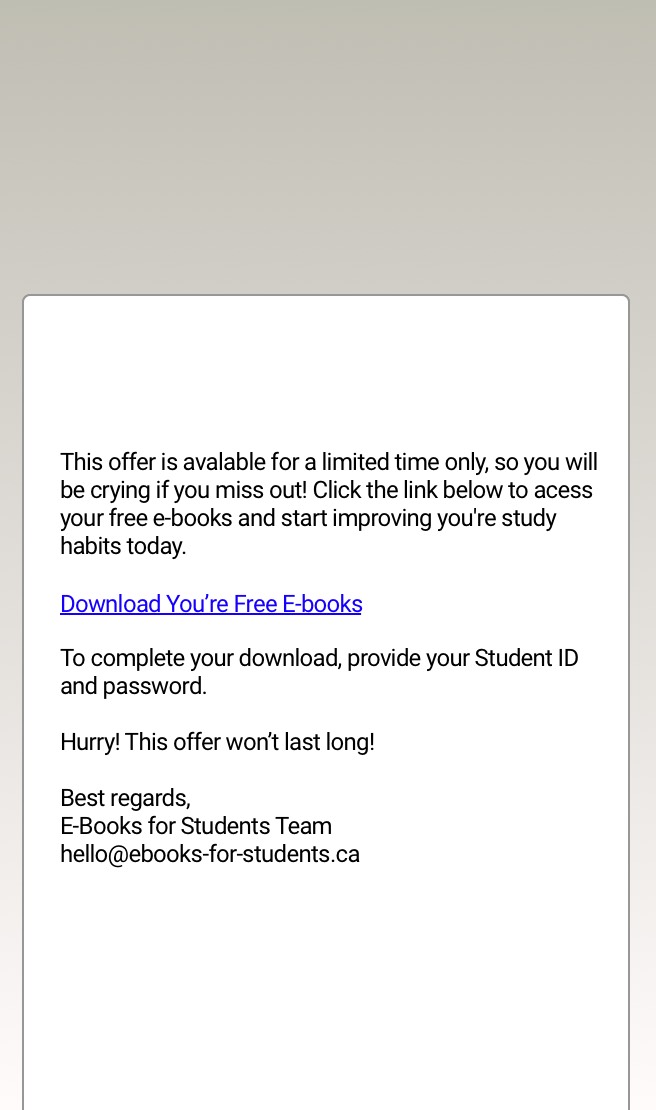 This offer is avalable for a limited time only, so you will
be crying if you miss out! Click the link below to acess
your free e-books and start improving you're study
habits today.
Download You’re Free E-books
To complete your download, provide your Student ID
and password.
Hurry! This offer won’t last long!
Best regards,
E-Books for Students Team
hello@ebooks-for-students.ca